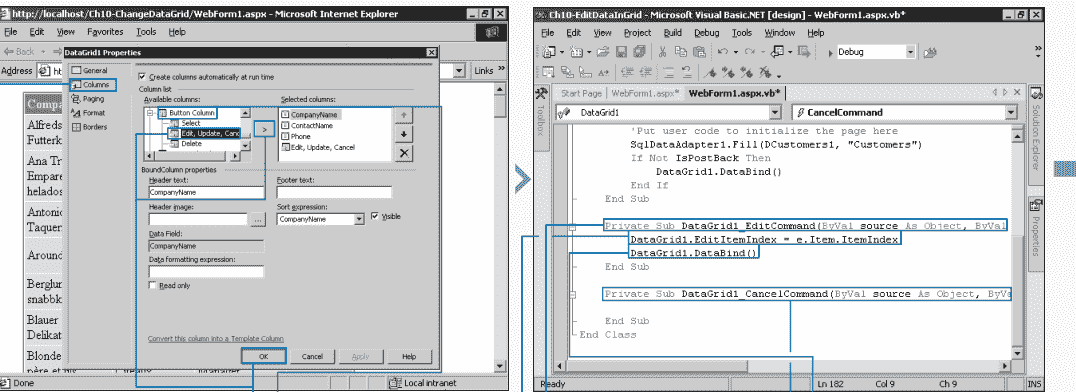 http://localhost/Ch10-ChangeDataGrid/WebForm1.aspx - Microsoft Internet Explorer
File Edit View Favorites Tools Help
Back
DataGrid1 Properties
Address
Links »
General
Columns
Paging
Format
Borders
Create columns automatically at run time
Column list
Available columns:
Selected columns:
Button Column
Select
Edit, Update, Canc
Delete
>
CompanyName
ContactName
Phone
Edit, Update, Cancel
BoundColumn properties
Header text:
Footer text:
CompanyName
Header image:
Sort expression:
...
CompanyName
Visible
Data Field:
CompanyName
Data formatting expression:
Read only
Convert this column into a Template Column
OK Cancel Apply Help
Compa
Alfreds
Futterk
Ana Tr
Empare
helados
Antonio
Taquer
Around
Berglun
snabbk
Blauer
Delikat
Blonde
père et fils
Done
Local intranet
Ch10-EditDataInGrid - Microsoft Visual Basic.NET [design] - WebForm1.aspx.vb*
File Edit View Project Build Debug Tools Window Help
Debug
Toolbox
Start Page WebForm1.aspx* WebForm1.aspx.vb*
DataGrid1
CancelCommand
Solution Explorer
Properties
'Put user code to initialize the page here
SqlDataAdapter1.Fill(DCustomers1, "Customers")
If Not IsPostBack Then
DataGrid1.DataBind()
End If
End Sub
Private Sub DataGrid1_EditCommand(ByVal source As Object, ByVal
DataGrid1.EditItemIndex = e.Item.ItemIndex
DataGrid1.DataBind()
End Sub
Private Sub DataGrid1_CancelCommand(ByVal source As Object, ByVa
End Sub
End Class
Ready
Ln 182 Col 9 Ch 9 INS